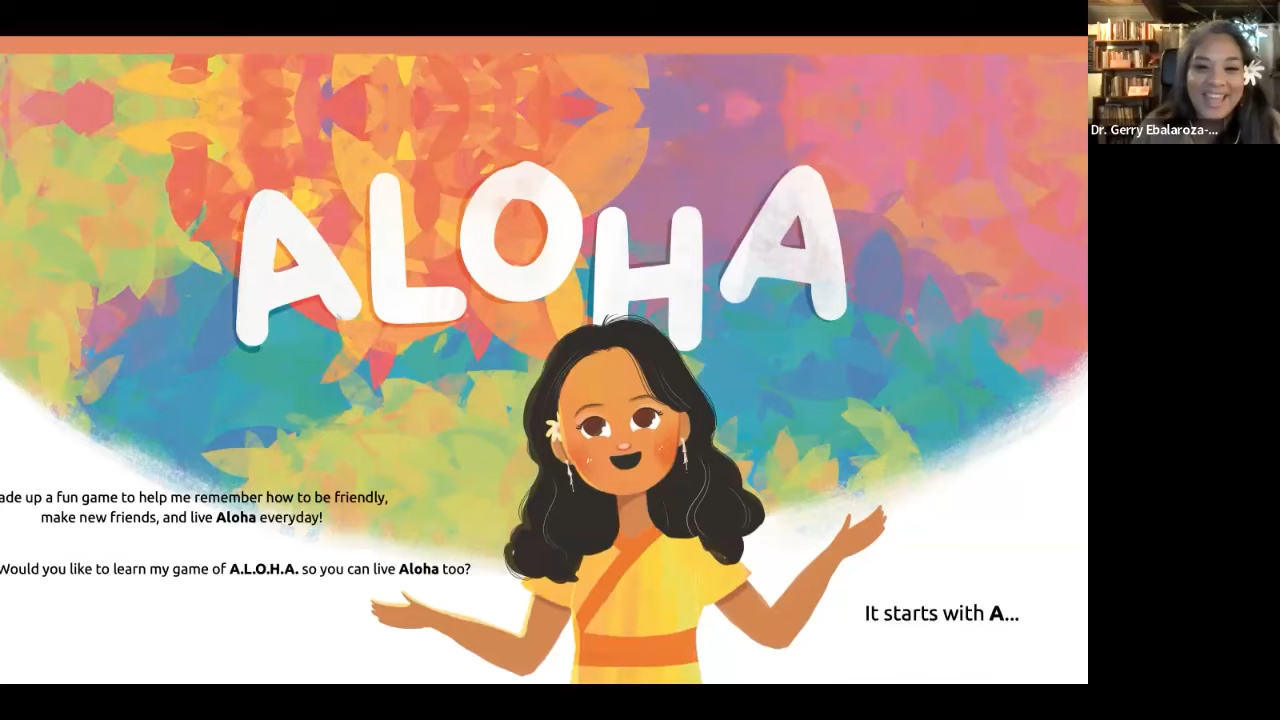 ALOHA
ade up a fun game to help me remember how to be friendly,
make new friends, and live Aloha everyday!
Would you like to learn my game of A.L.O.H.A. so you can live Aloha too?
It starts with A...
Dr. Gerry Ebalaroza-...